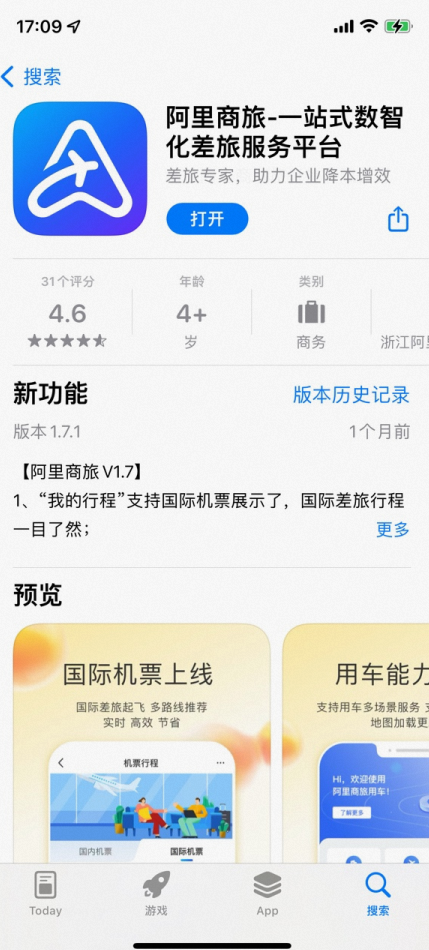 17:09
搜索
阿里商旅-一站式数智
化差旅服务平台
差旅专家，助力企业降本增效
打开
31个评分
年龄
类别
4.6
4+
岁
商务
浙江阿里
新功能
版本历史记录
版本 1.7.1
1个月前
【阿里商旅 V1.7】
1、“我的行程”支持国际机票展示了，国际差旅行程
一目了然；
更多
预览
国际机票上线
国际差旅起飞 多路线推荐
实时 高效 节省
机票行程
国内机票
国际机票
用车能力
支持用车多场景服务
地图加载更
Hi，欢迎使用
阿里商旅用车！
了解更多
Today
游戏
App
搜索